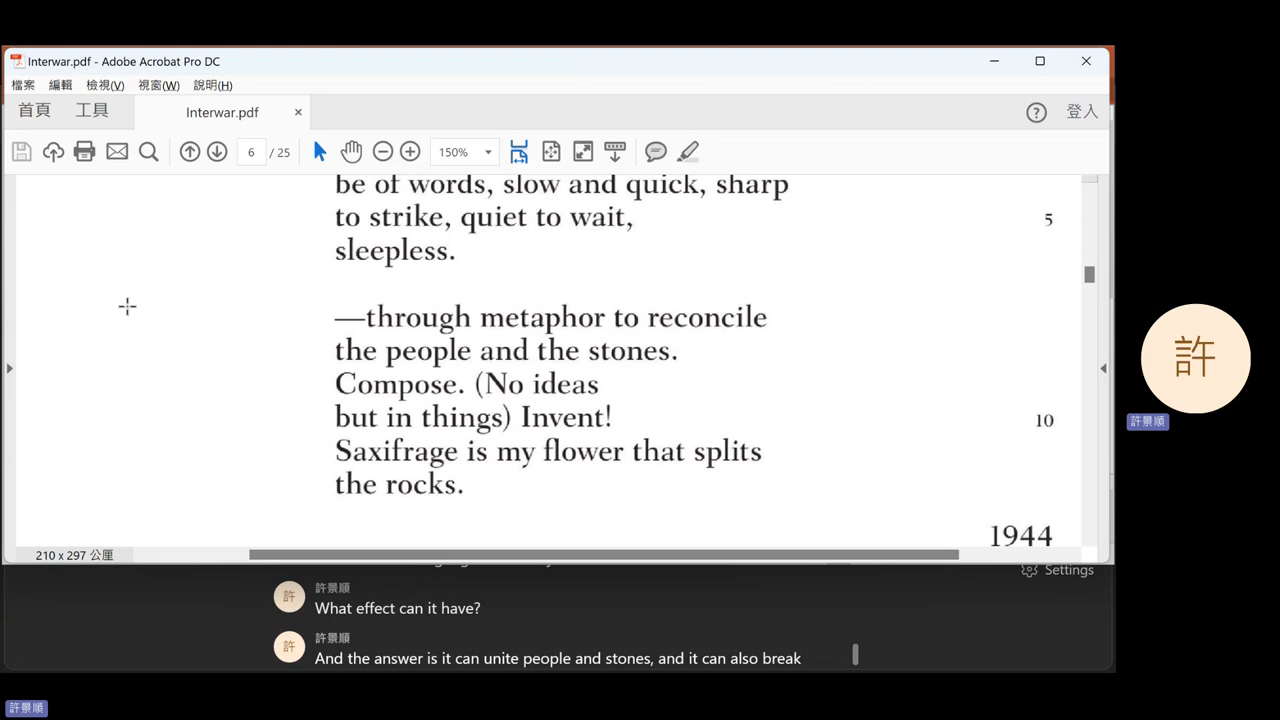 Interwar.pdf - Adobe Acrobat Pro DC
檔案 編輯 檢視(V) 視窗(W) 說明(H)
首頁 工具 Interwar.pdf × ? 登入
6 / 25 150%
be of words, slow and quick, sharp
to strike, quiet to wait, 5
sleepless.
—through metaphor to reconcile
the people and the stones.
Compose. (No ideas
but in things) Invent! 10
Saxifrage is my flower that splits
the rocks.
1944
210 x 297 公厘
Settings
許 許景順
What effect can it have?
許 許景順
And the answer is it can unite people and stones, and it can also break
許
許景順
許景順